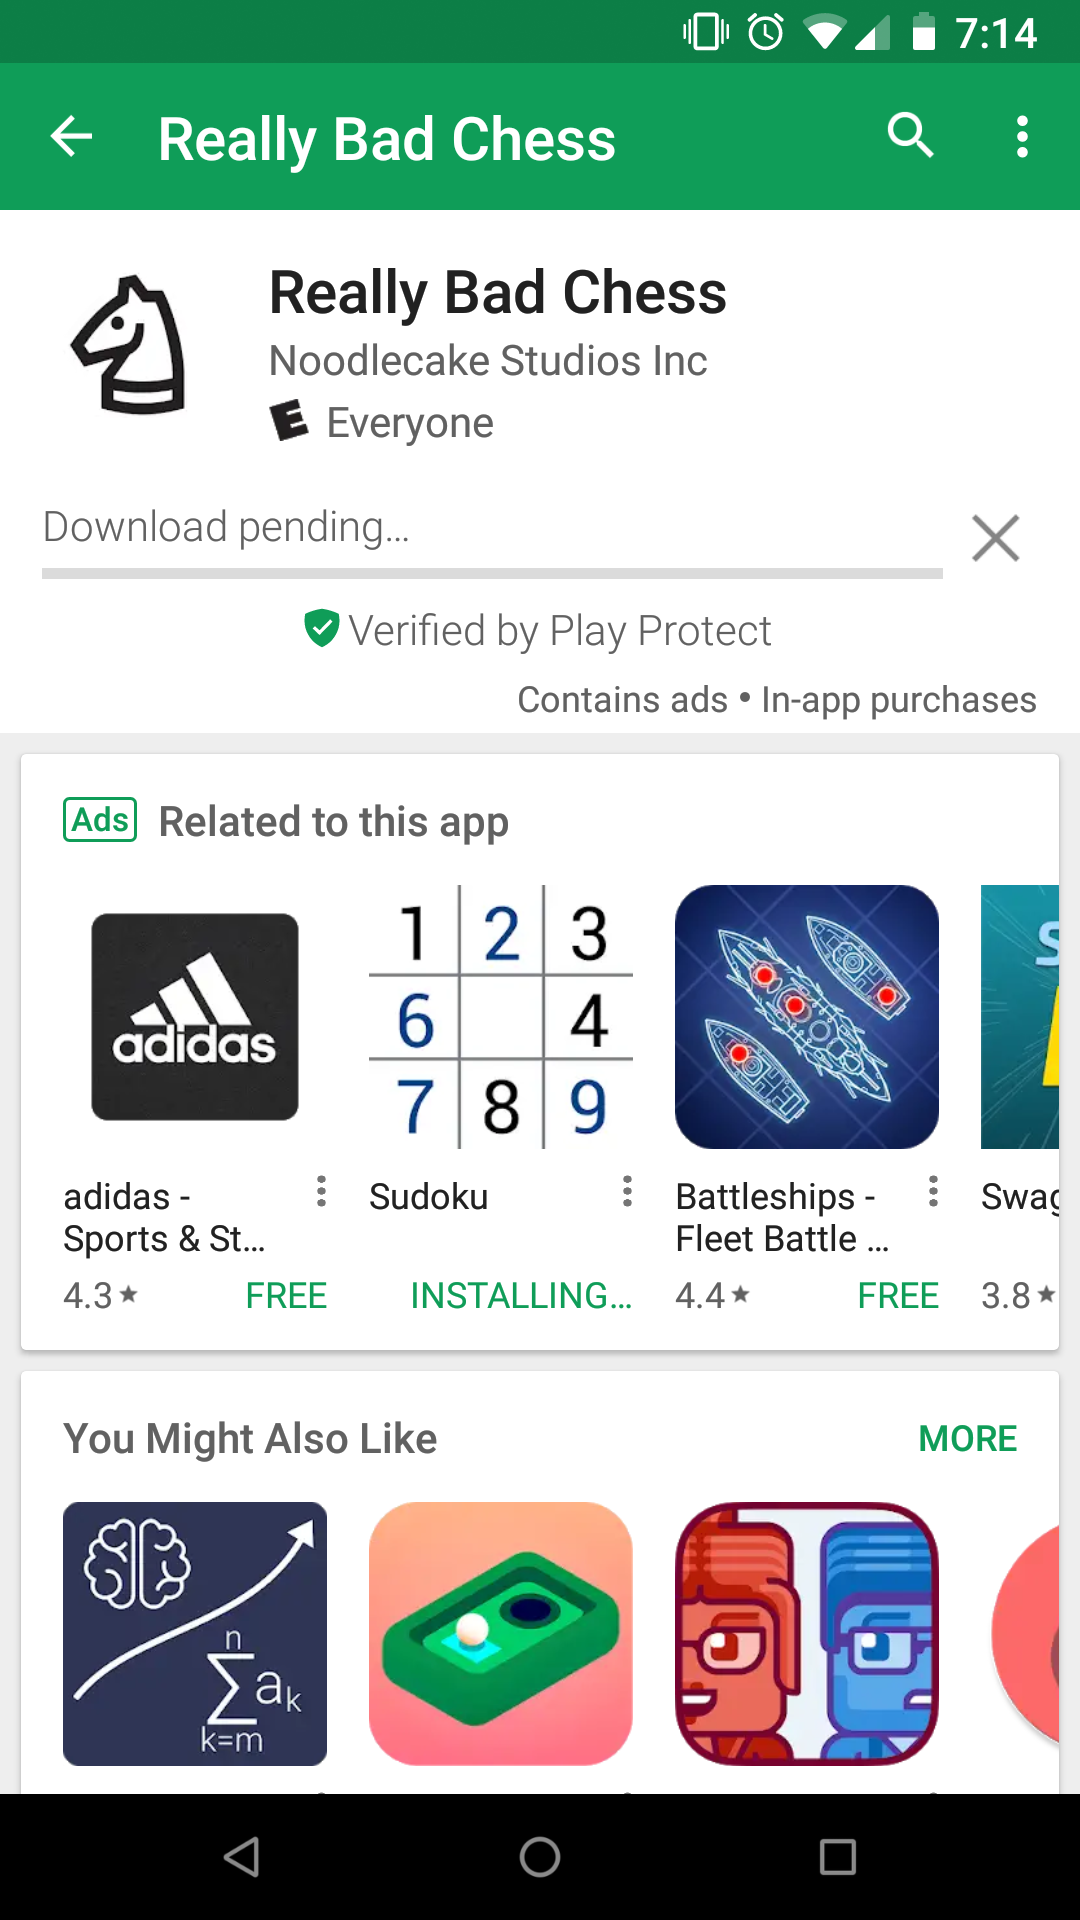 7:14
Really Bad Chess
Really Bad Chess
Noodlecake Studios Inc
E Everyone
Download pending...
Verified by Play Protect
Contains ads • In-app purchases
Ads Related to this app
adidas
1 2 3
6 4
7 8 9
adidas -
Sports & St...
Sudoku
Battleships -
Fleet Battle ...
4.3 FREE
INSTALLING...
4.4 FREE
3.8
You Might Also Like MORE
n
∑ak
k=m